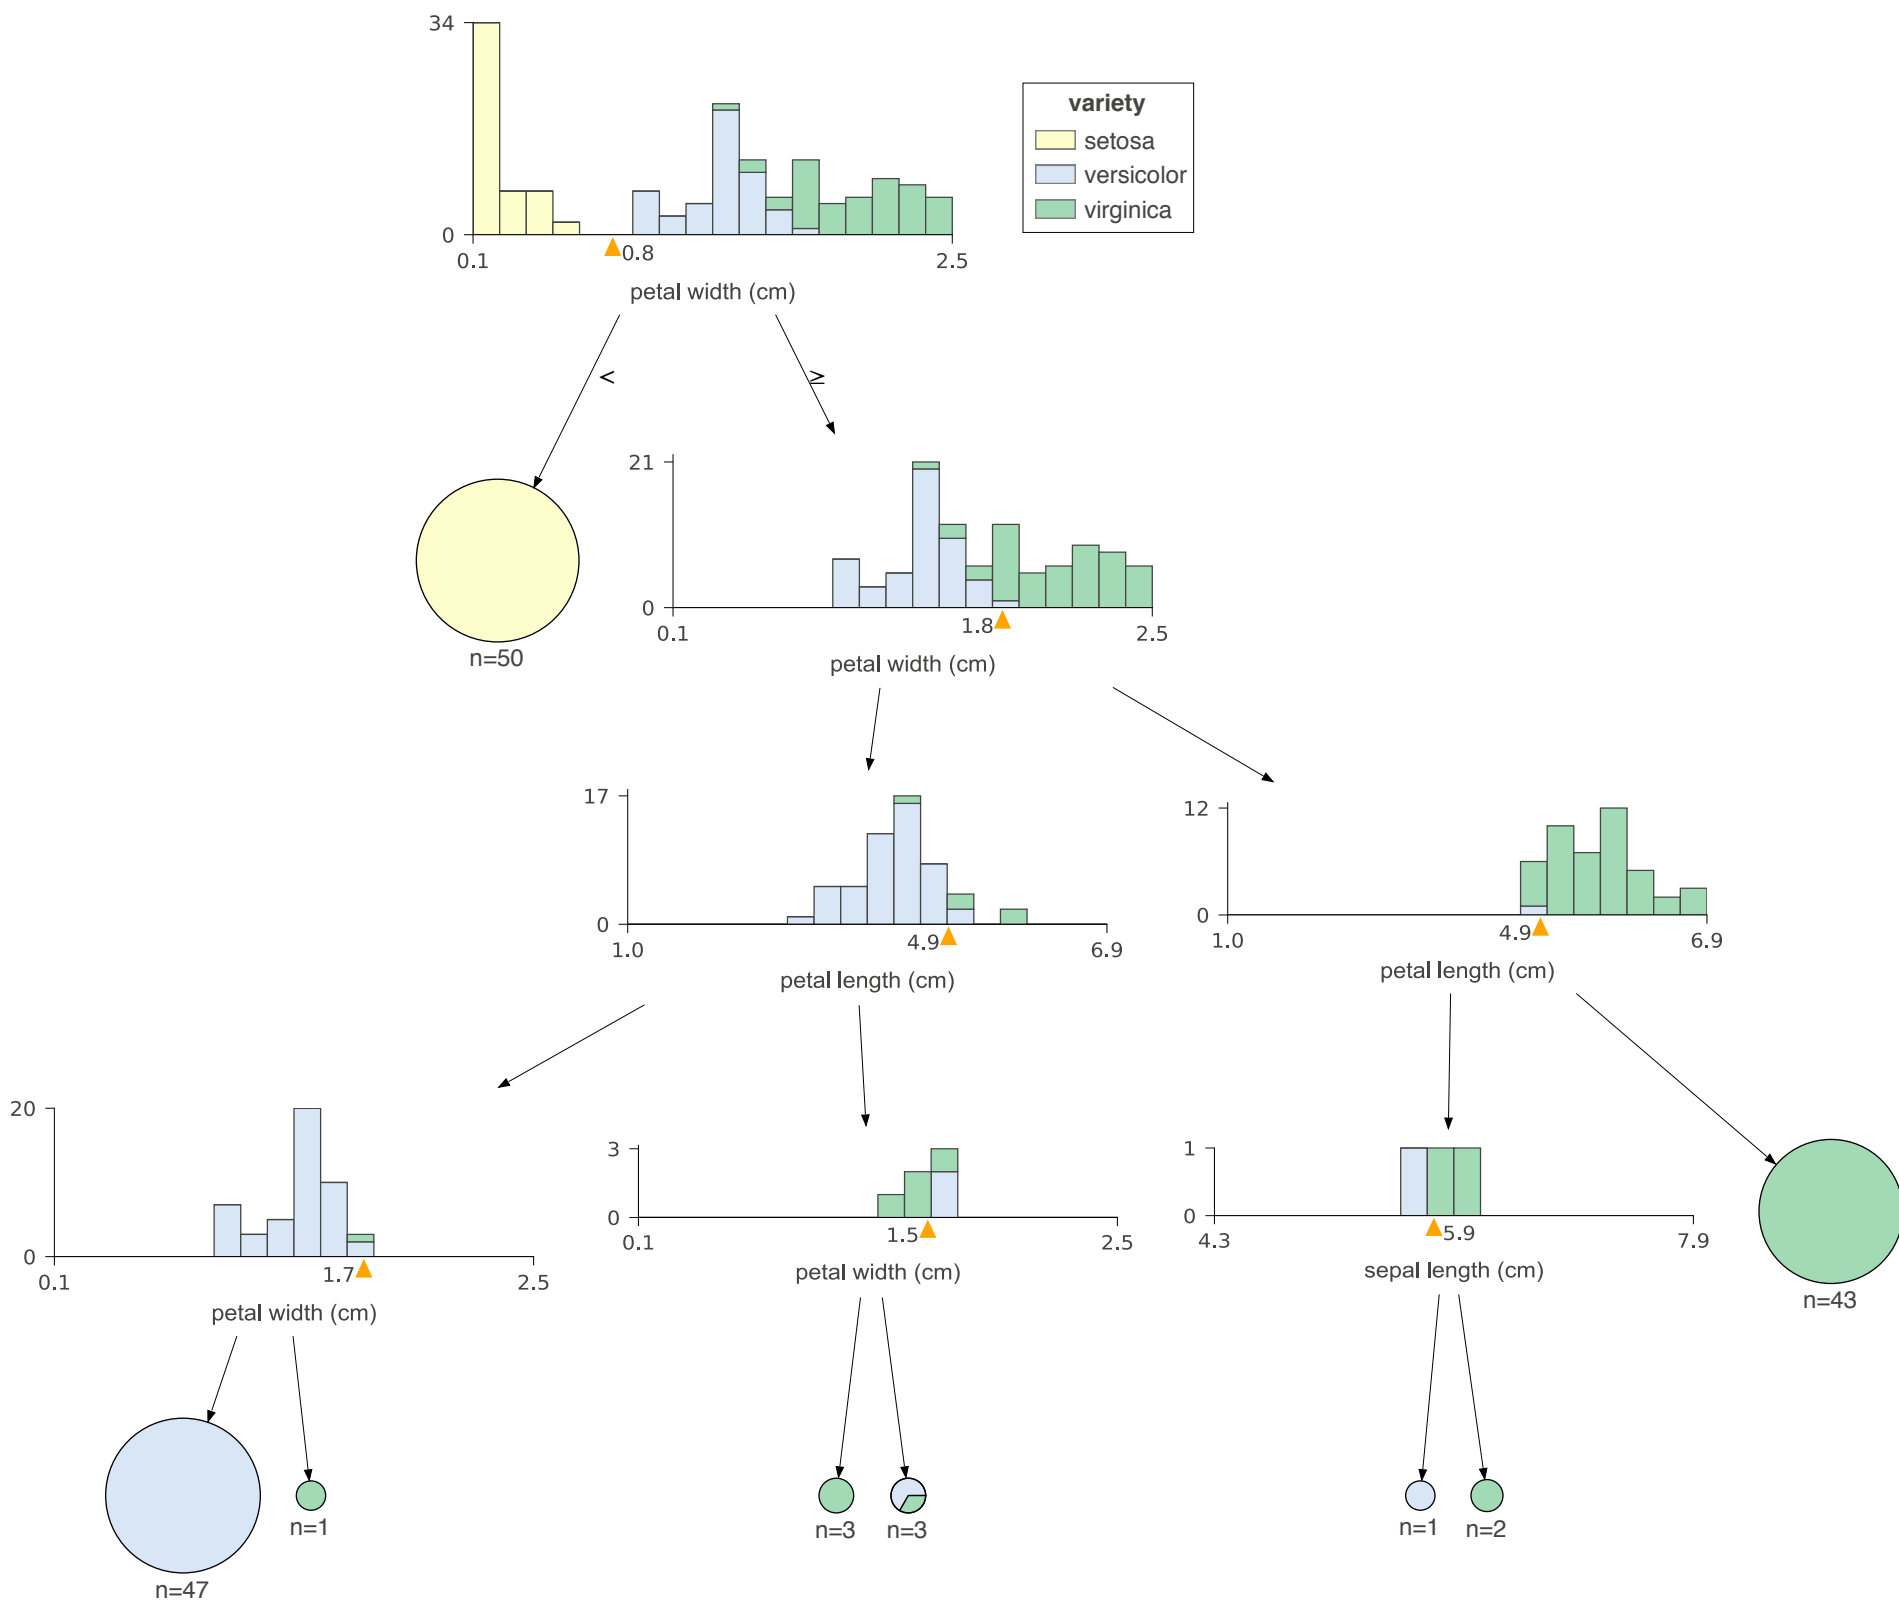 34
0
0.1
0.8
2.5
petal width (cm)
variety
setosa
versicolor
virginica
<
≥
n=50
21
0
0.1
1.8
2.5
petal width (cm)
17
0
1.0
4.9
6.9
petal length (cm)
12
0
1.0
4.9
6.9
petal length (cm)
20
0
0.1
1.7
2.5
petal width (cm)
3
0
0.1
1.5
2.5
petal width (cm)
1
0
4.3
5.9
7.9
sepal length (cm)
n=43
n=47
n=1
n=3
n=3
n=1
n=2